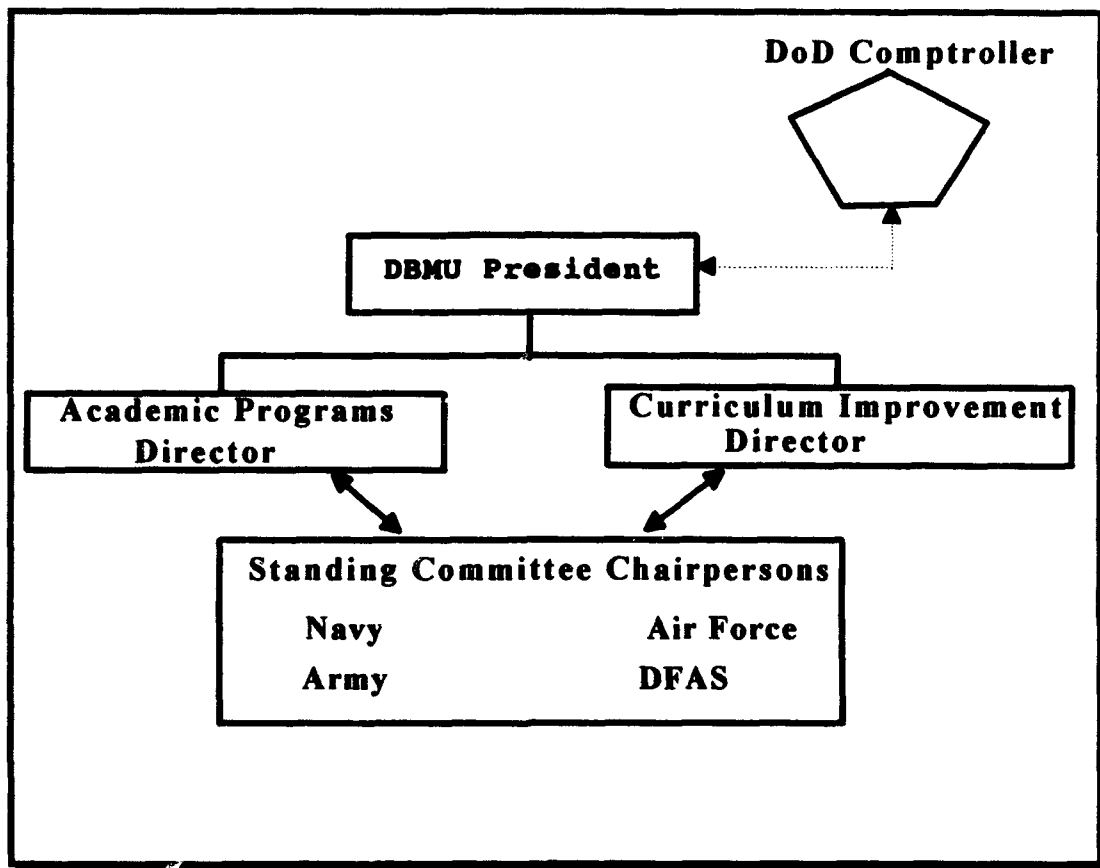 DoD Comptroller
DBMU President
Academic Programs
Director
Curriculum Improvement
Director
Standing Committee Chairpersons
Navy Air Force
Army DFAS